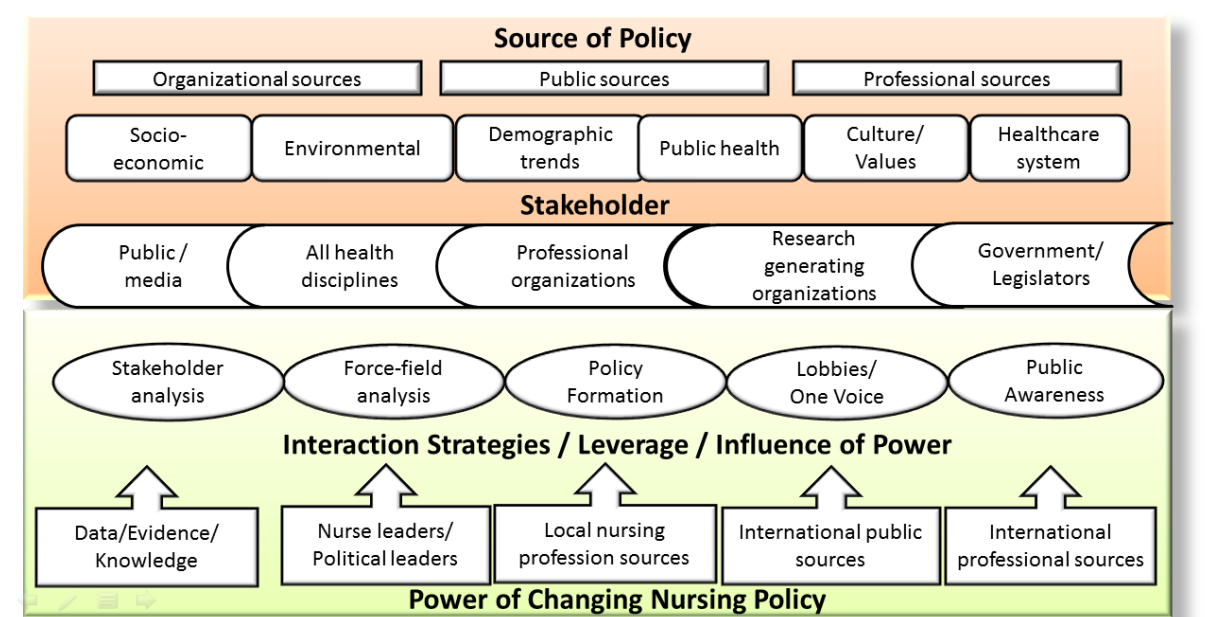 Source of Policy
Organizational sources
Public sources
Professional sources
Socio-
economic
Environmental
Demographic
trends
Public health
Culture/
Values
Healthcare
system
Stakeholder
Public /
media
All health
disciplines
Professional
organizations
Research
generating
organizations
Government/
Legislators
Stakeholder
analysis
Force-field
analysis
Policy
Formation
Lobbies/
One Voice
Public
Awareness
Interaction Strategies / Leverage / Influence of Power
Data/Evidence/
Knowledge
Nurse leaders/
Political leaders
Local nursing
profession sources
International public
sources
International
professional sources
Power of Changing Nursing Policy